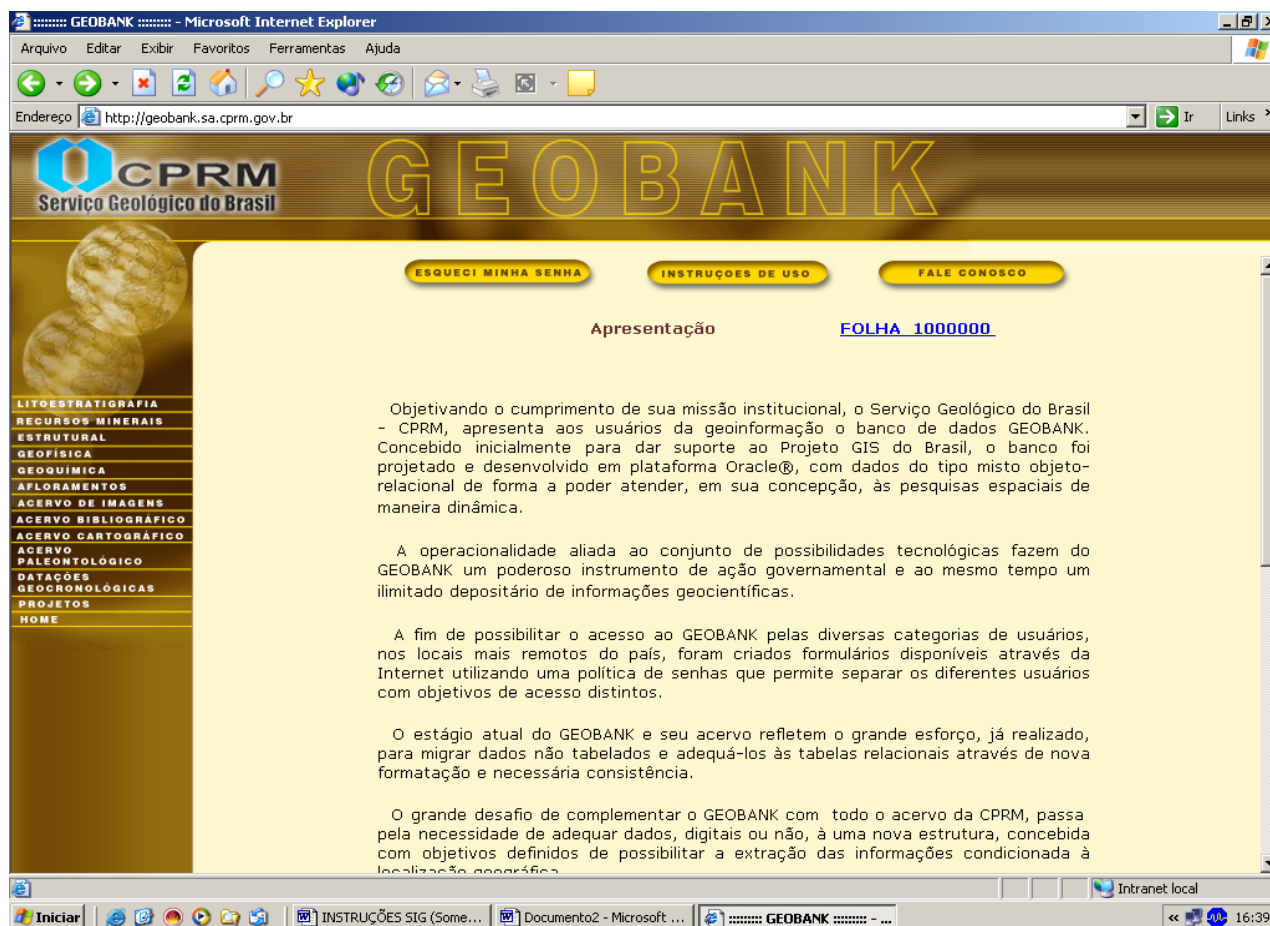 ::::::::: GEOBANK ::::::::: - Microsoft Internet Explorer
Arquivo Editar Exibir Favoritos Ferramentas Ajuda
Endereço http://geobank.sa.cprm.gov.br Ir Links
CPRM
Serviço Geológico do Brasil
GEOBANK
ESQUECI MINHA SENHA INSTRUÇOES DE USO FALE CONOSCO
Apresentação FOLHA_1000000_
LITOESTRATIGRAFIA
RECURSOS MINERAIS
ESTRUTURAL
GEOFÍSICA
GEOQUÍMICA
AFLORAMENTOS
ACERVO DE IMAGENS
ACERVO BIBLIOGRÁFICO
ACERVO CARTOGRÁFICO
ACERVO
PALEONTOLÓGICO
DATAÇÕES
GEOCRONOLÓGICAS
PROJETOS
HOME
Objetivando o cumprimento de sua missão institucional, o Serviço Geológico do Brasil
– CPRM, apresenta aos usuários da geoinformação o banco de dados GEOBANK.
Concebido inicialmente para dar suporte ao Projeto GIS do Brasil, o banco foi
projetado e desenvolvido em plataforma Oracle®, com dados do tipo misto objeto-
relacional de forma a poder atender, em sua concepção, às pesquisas espaciais de
maneira dinâmica.
A operacionalidade aliada ao conjunto de possibilidades tecnológicas fazem do
GEOBANK um poderoso instrumento de ação governamental e ao mesmo tempo um
ilimitado depositário de informações geocientíficas.
A fim de possibilitar o acesso ao GEOBANK pelas diversas categorias de usuários,
nos locais mais remotos do país, foram criados formulários disponíveis através da
Internet utilizando uma política de senhas que permite separar os diferentes usuários
com objetivos de acesso distintos.
O estágio atual do GEOBANK e seu acervo refletem o grande esforço, já realizado,
para migrar dados não tabelados e adequá-los às tabelas relacionais através de nova
formatação e necessária consistência.
O grande desafio de complementar o GEOBANK com todo o acervo da CPRM, passa
pela necessidade de adequar dados, digitais ou não, à uma nova estrutura, concebida
com objetivos definidos de possibilitar a extração das informações condicionada à
localização geográfica
Intranet local
Iniciar INSTRUÇÕES SIG (Some... Documento2 - Microsoft ... ::::::::: GEOBANK ::::::::: - ... 16:39